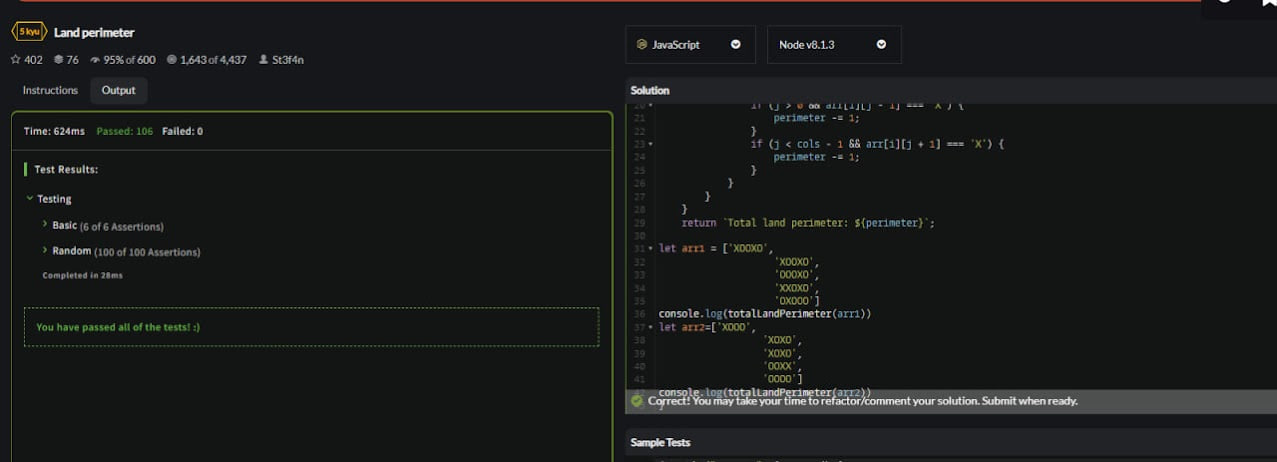 5 kyu Land perimeter
402 76 95% of 600 1,643 of 4,437 St3f4n
Instructions Output
Time: 624ms Passed: 106 Failed: 0
Test Results:
Testing
Basic (6 of 6 Assertions)
Random (100 of 100 Assertions)
Completed in 28ms
You have passed all of the tests! :)
JavaScript Node v8.1.3
Solution
20 if (j > 0 && arr[i][j - 1] === 'X') {
21 perimeter -= 1;
22 }
23 if (j < cols - 1 && arr[i][j + 1] === 'X') {
24 perimeter -= 1;
25 }
26 }
27 }
28 }
29 return `Total land perimeter: ${perimeter}`;
30
31 let arr1 = ['XOOXO',
32 'XOOXO',
33 'OOOXO',
34 'XXOXO',
35 'OXOOO']
36 console.log(totalLandPerimeter(arr1))
37 let arr2=['XOOO',
38 'XOXO',
39 'XOXO',
40 'OOXX',
41 'OOOO']
42 console.log(totalLandPerimeter(arr2))
Correct! You may take your time to refactor/comment your solution. Submit when ready.
Sample Tests